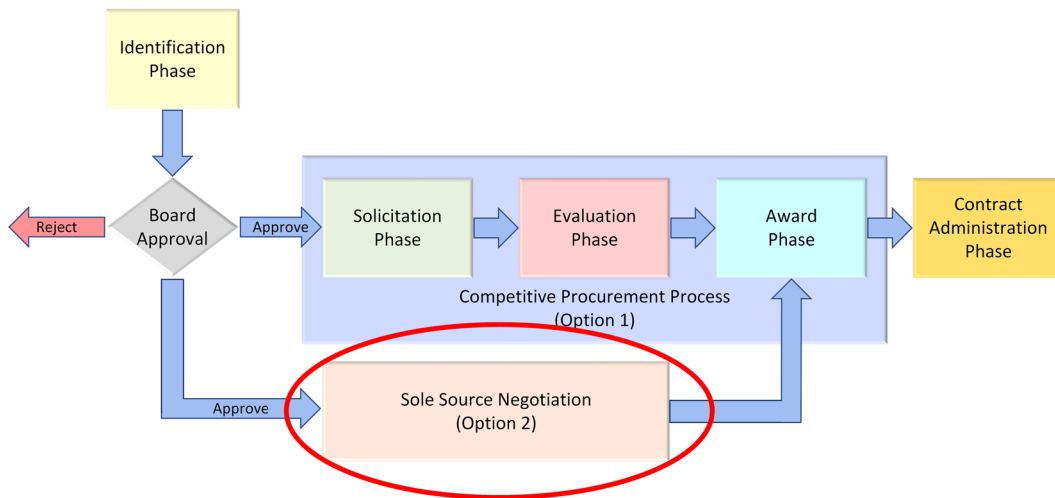 Identification
Phase
Board
Approval
Reject
Approve
Solicitation
Phase
Evaluation
Phase
Award
Phase
Contract
Administration
Phase
Competitive Procurement Process
(Option 1)
Approve
Sole Source Negotiation
(Option 2)